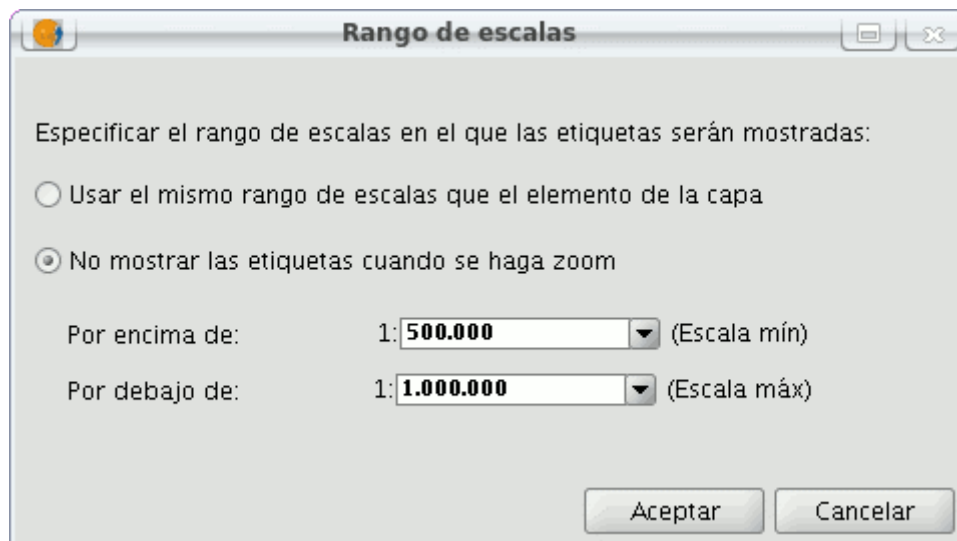 Rango de escalas
Especificar el rango de escalas en el que las etiquetas serán mostradas:
Usar el mismo rango de escalas que el elemento de la capa
No mostrar las etiquetas cuando se haga zoom
Por encima de: 1: 500.000 (Escala mín)
Por debajo de: 1: 1.000.000 (Escala máx)
Aceptar Cancelar